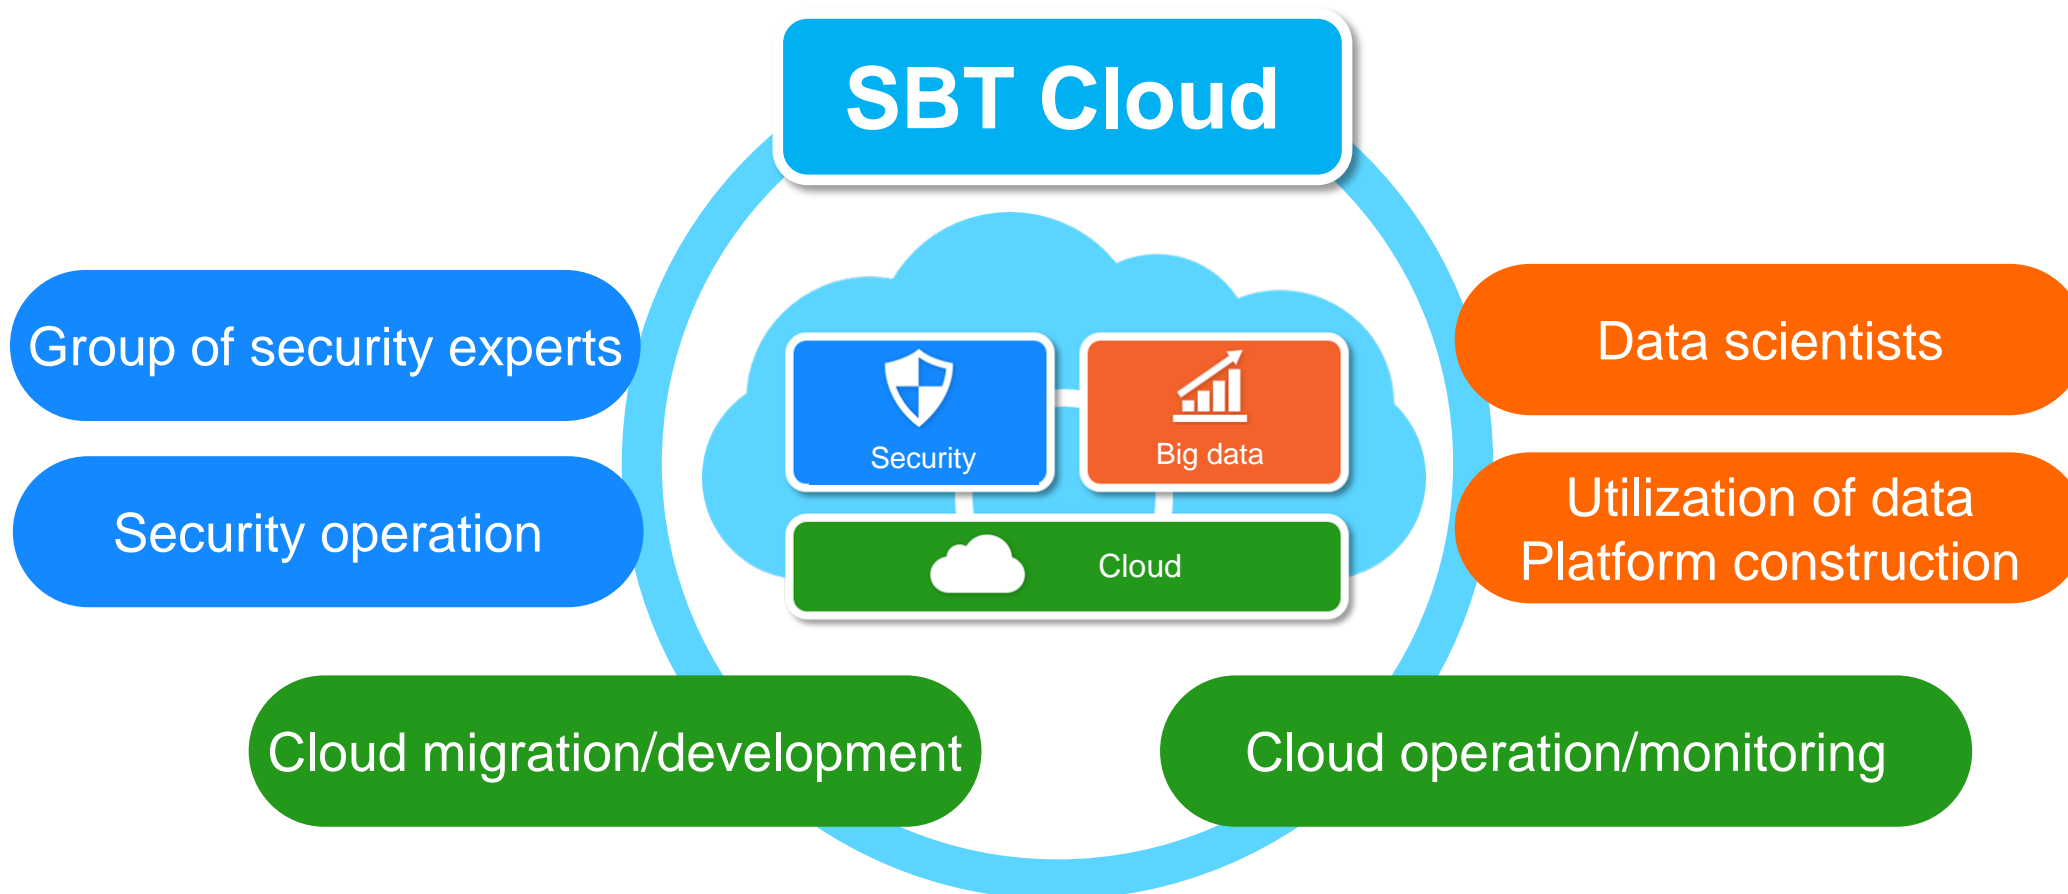 SBT Cloud
Group of security experts
Security operation
Security
Big data
Cloud
Data scientists
Utilization of data
Platform construction
Cloud migration/development
Cloud operation/monitoring